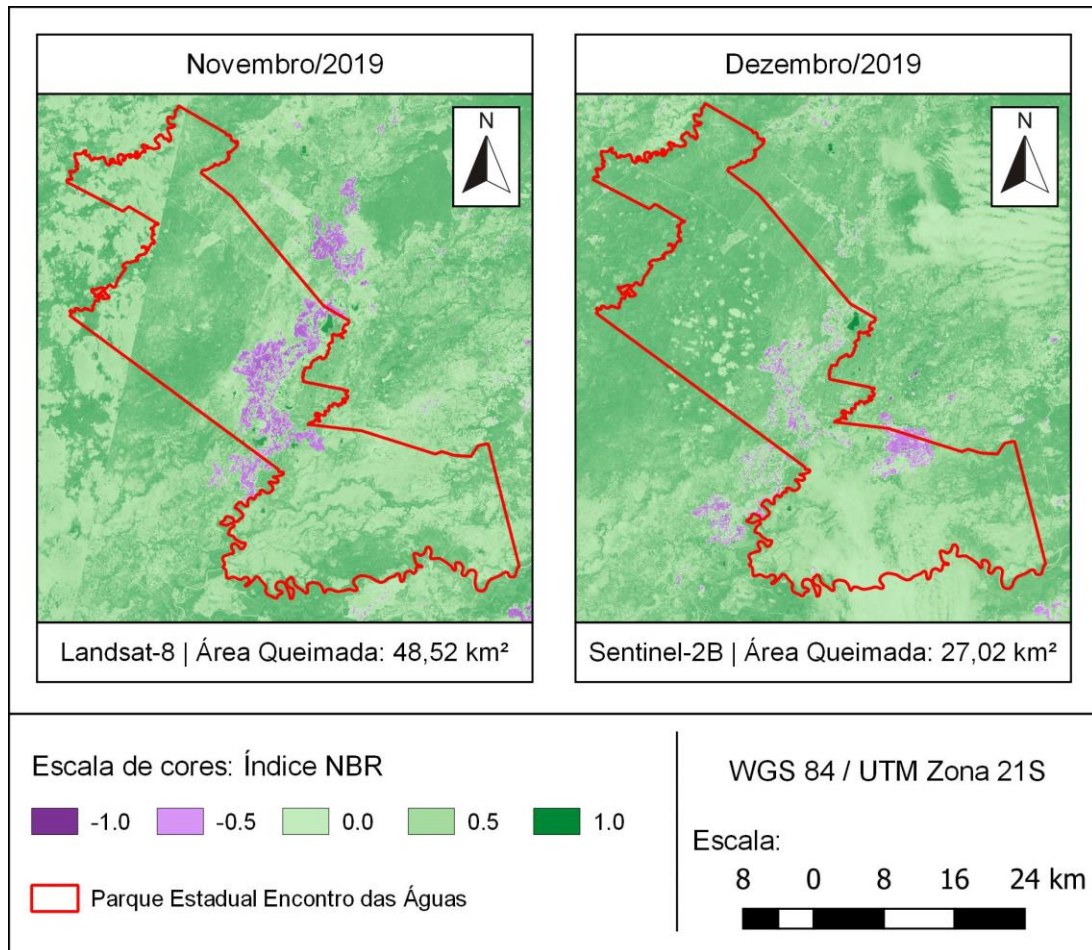 Novembro/2019
Dezembro/2019
N
N
Landsat-8 | Área Queimada: 48,52 km²
Sentinel-2B | Área Queimada: 27,02 km²
Escala de cores: Índice NBR
-1.0 -0.5 0.0 0.5 1.0
Parque Estadual Encontro das Águas
WGS 84 / UTM Zona 21S
Escala:
8 0 8 16 24 km